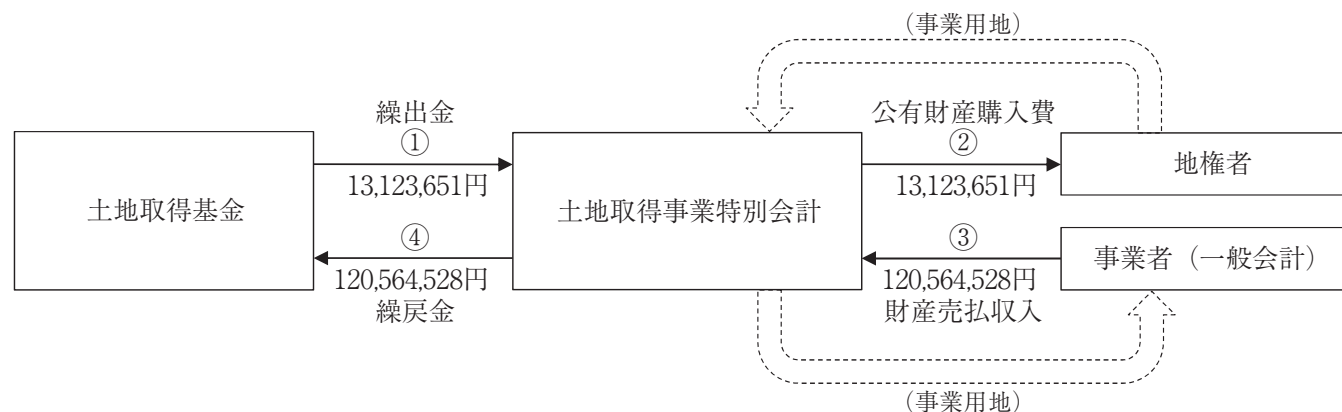 （事業用地）
繰出金
①
13,123,651円
公有財産購入費
②
13,123,651円
地権者
土地取得基金
土地取得事業特別会計
④
120,564,528円
繰戻金
③
120,564,528円
財産売払収入
事業者（一般会計）
（事業用地）